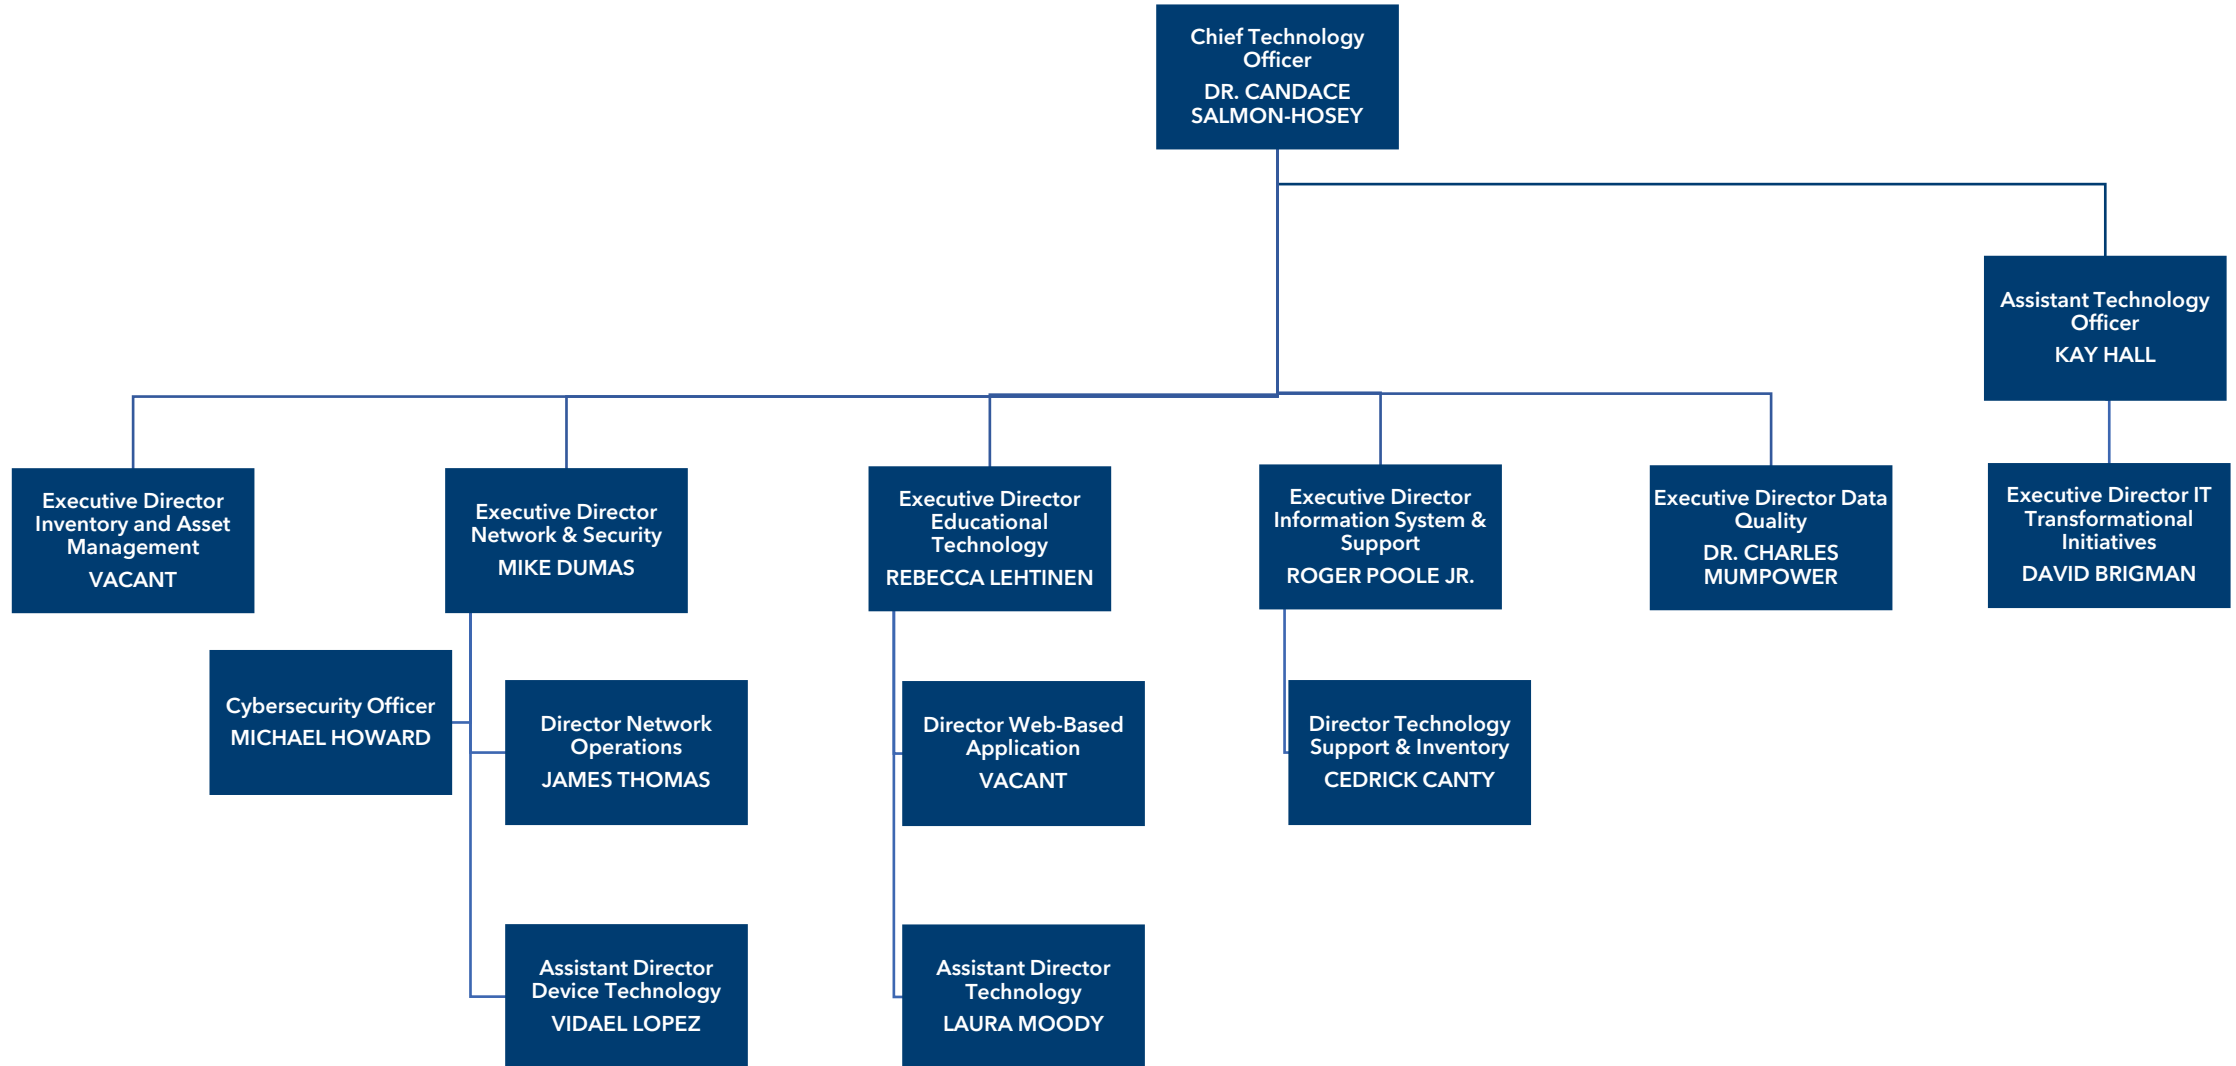 Chief Technology
Officer
DR. CANDACE
SALMON-HOSEY
Assistant Technology
Officer
KAY HALL
Executive Director
Inventory and Asset
Management
VACANT
Executive Director
Network & Security
MIKE DUMAS
Executive Director
Educational
Technology
REBECCA LEHTINEN
Executive Director
Information System &
Support
ROGER POOLE JR.
Executive Director Data
Quality
DR. CHARLES
MUMPOWER
Executive Director IT
Transformational
Initiatives
DAVID BRIGMAN
Cybersecurity Officer
MICHAEL HOWARD
Director Network
Operations
JAMES THOMAS
Director Web-Based
Application
VACANT
Director Technology
Support & Inventory
CEDRICK CANTY
Assistant Director
Device Technology
VIDAEL LOPEZ
Assistant Director
Technology
LAURA MOODY